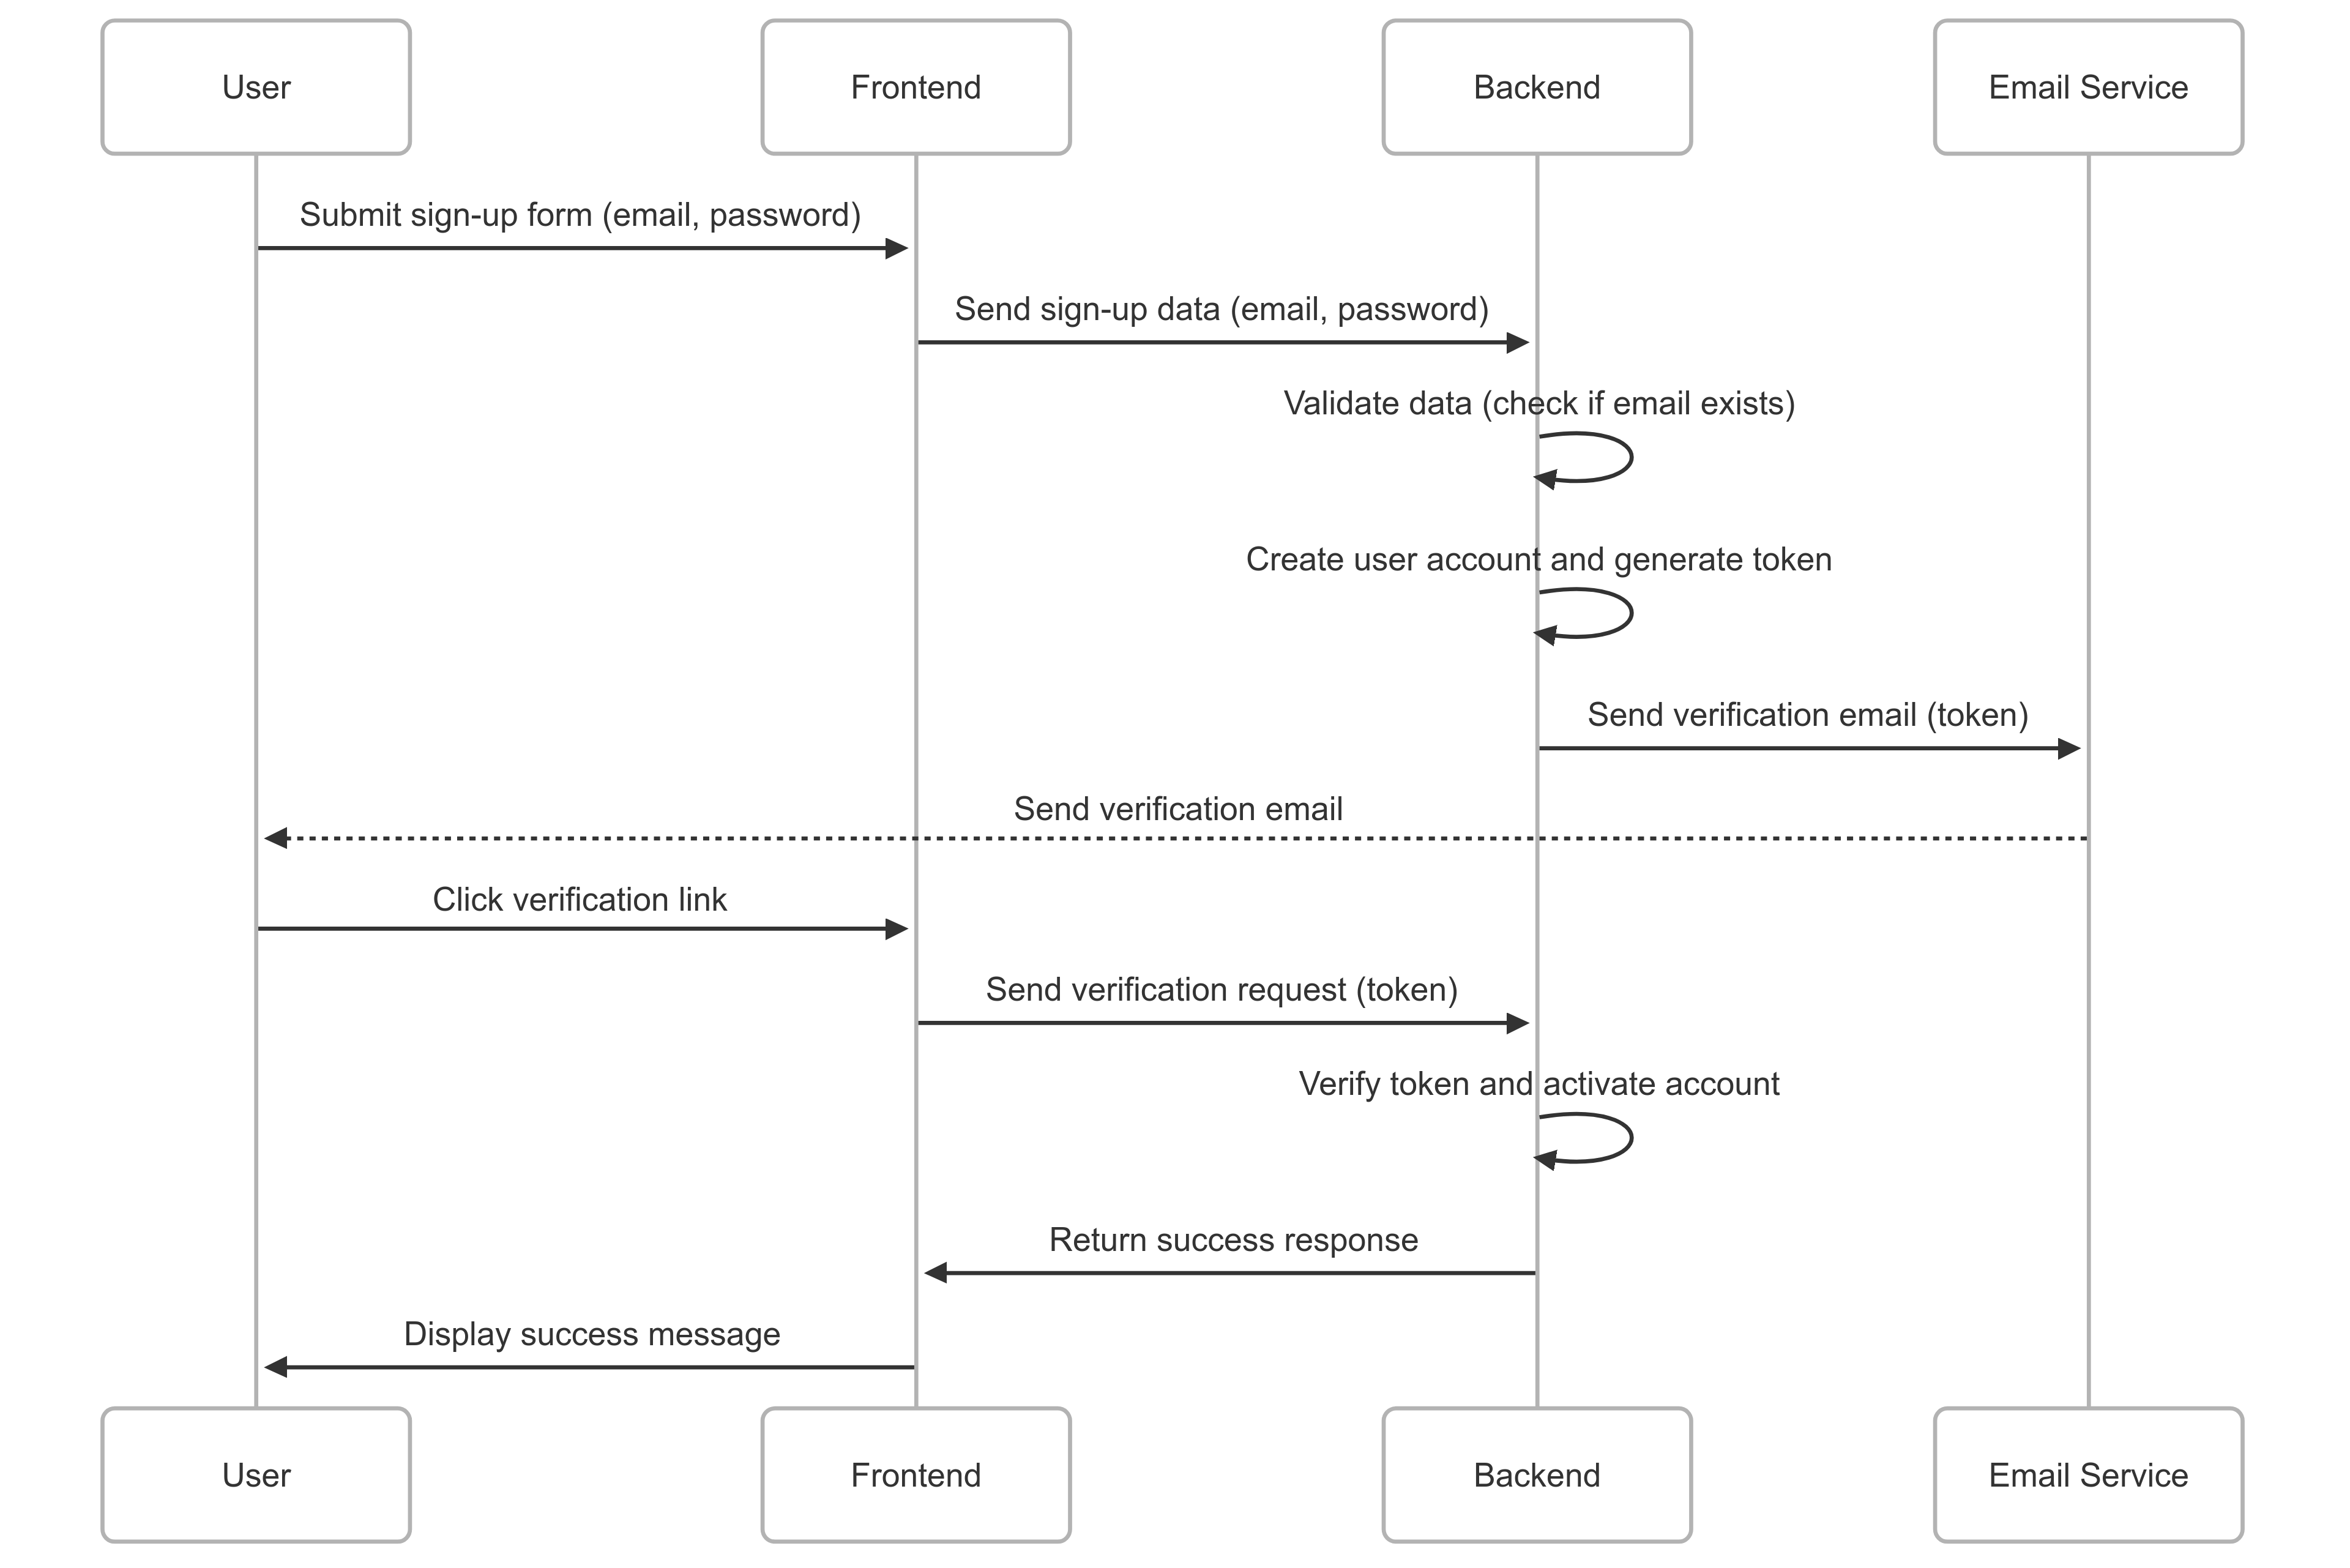 User
Frontend
Backend
Email Service
Submit sign-up form (email, password)
Send sign-up data (email, password)
Validate data (check if email exists)
Create user account and generate token
Send verification email (token)
Send verification email
Click verification link
Send verification request (token)
Verify token and activate account
Return success response
Display success message
User
Frontend
Backend
Email Service